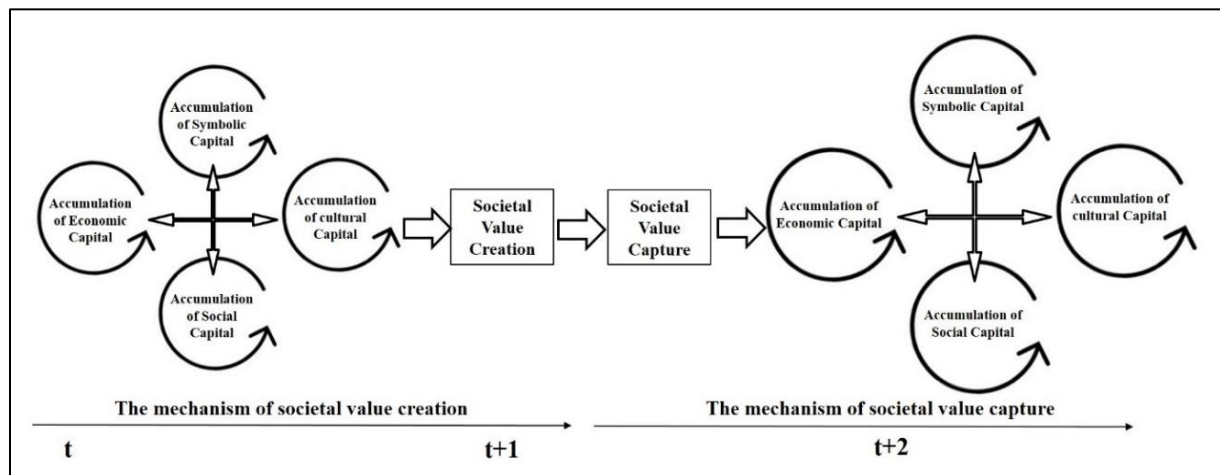 Accumulation
of Symbolic
Capital
Accumulation
of Economic
Capital
Accumulation
of cultural
Capital
Accumulation
of Social
Capital
Societal
Value
Creation
Societal
Value
Capture
Accumulation of
Symbolic Capital
Accumulation of
Economic Capital
Accumulation of
cultural Capital
Accumulation of
Social Capital
The mechanism of societal value creation
The mechanism of societal value capture
t
t+1
t+2